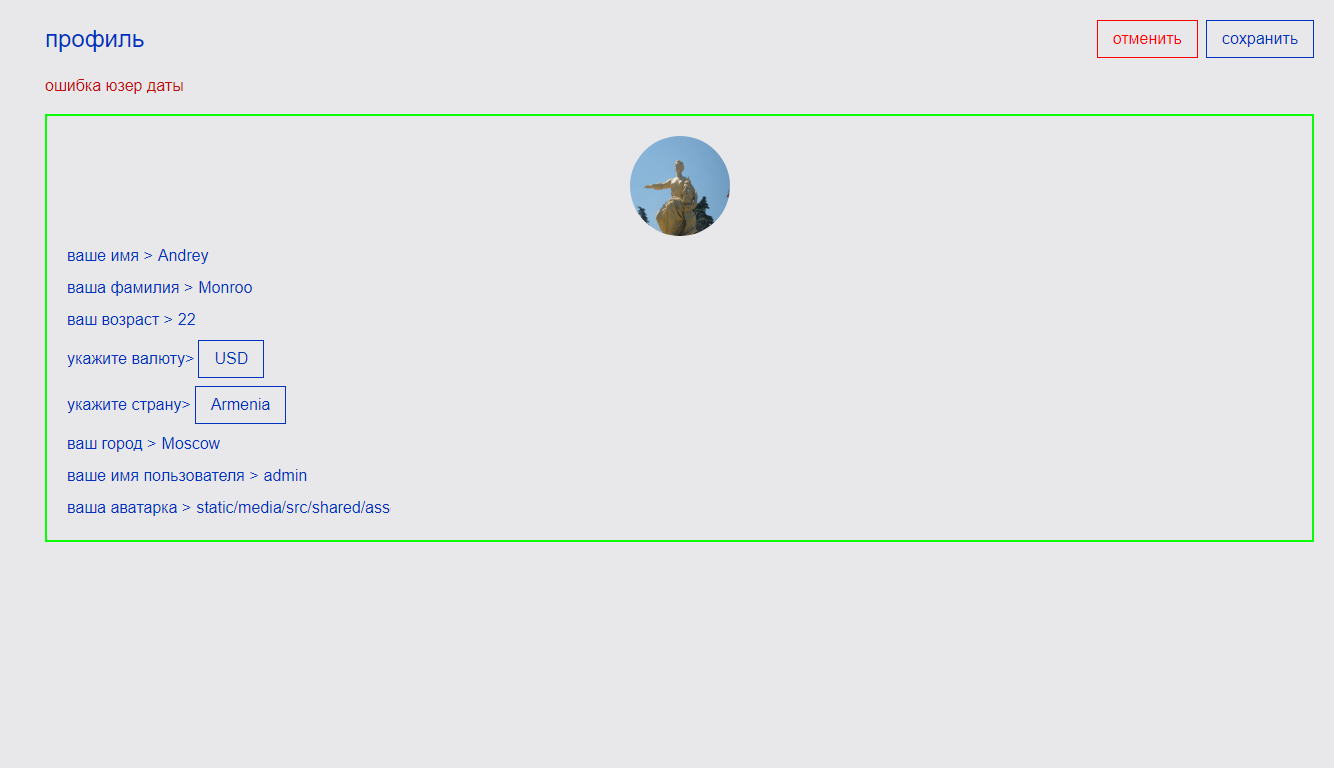 профиль
отменить
сохранить
ошибка юзер даты
ваше имя > Andrey
ваша фамилия > Monroo
ваш возраст > 22
укажите валюту> USD
укажите страну> Armenia
ваш город > Moscow
ваше имя пользователя > admin
ваша аватарка > static/media/src/shared/ass